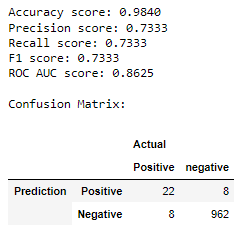 Accuracy score: 0.9840
Precision score: 0.7333
Recall score: 0.7333
F1 score: 0.7333
ROC AUC score: 0.8625
Confusion Matrix:
Actual
Positive negative
Prediction Positive 22 8
Negative 8 962